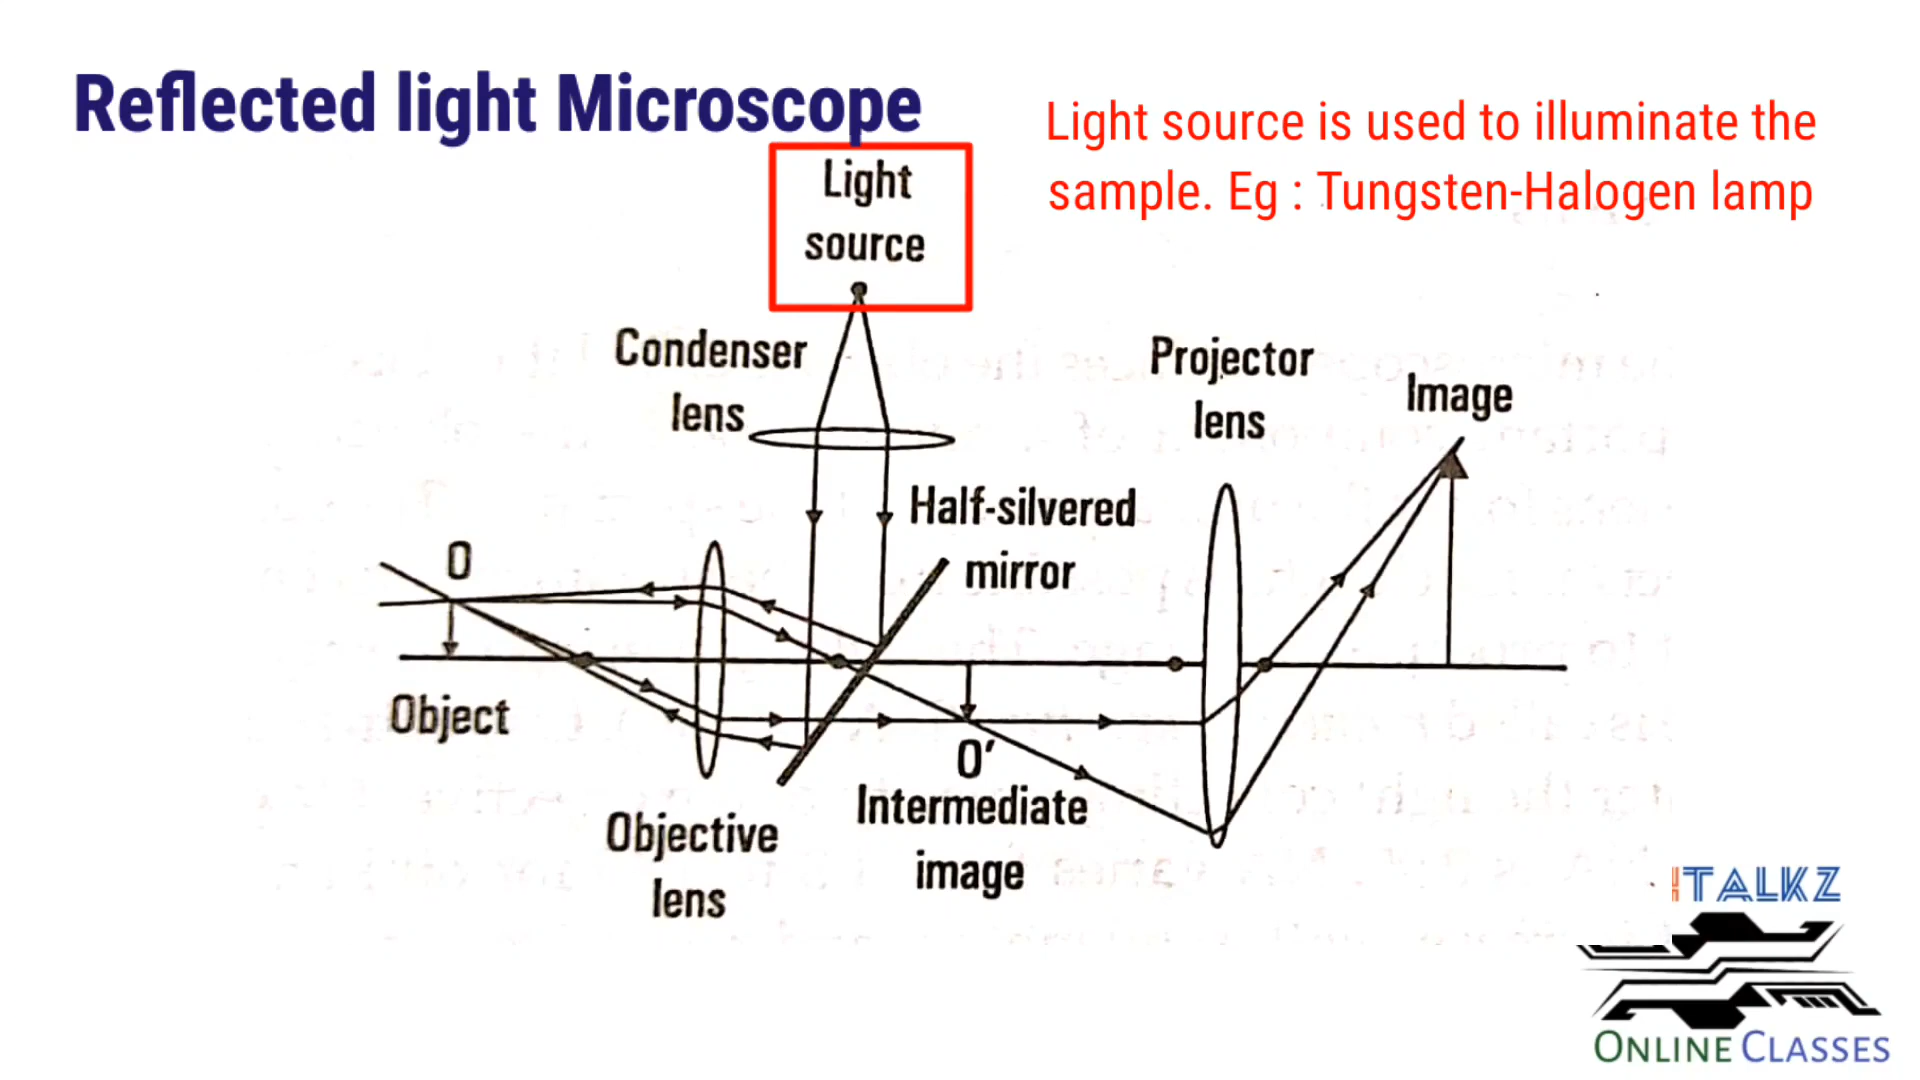 Reflected light Microscope
Light source is used to illuminate the
sample. Eg : Tungsten-Halogen lamp
Light
source
Condenser
lens
Projector
lens
Image
Half-silvered
mirror
O
Object
O′
Intermediate
image
Objective
lens
TALKZ
ONLINE CLASSES